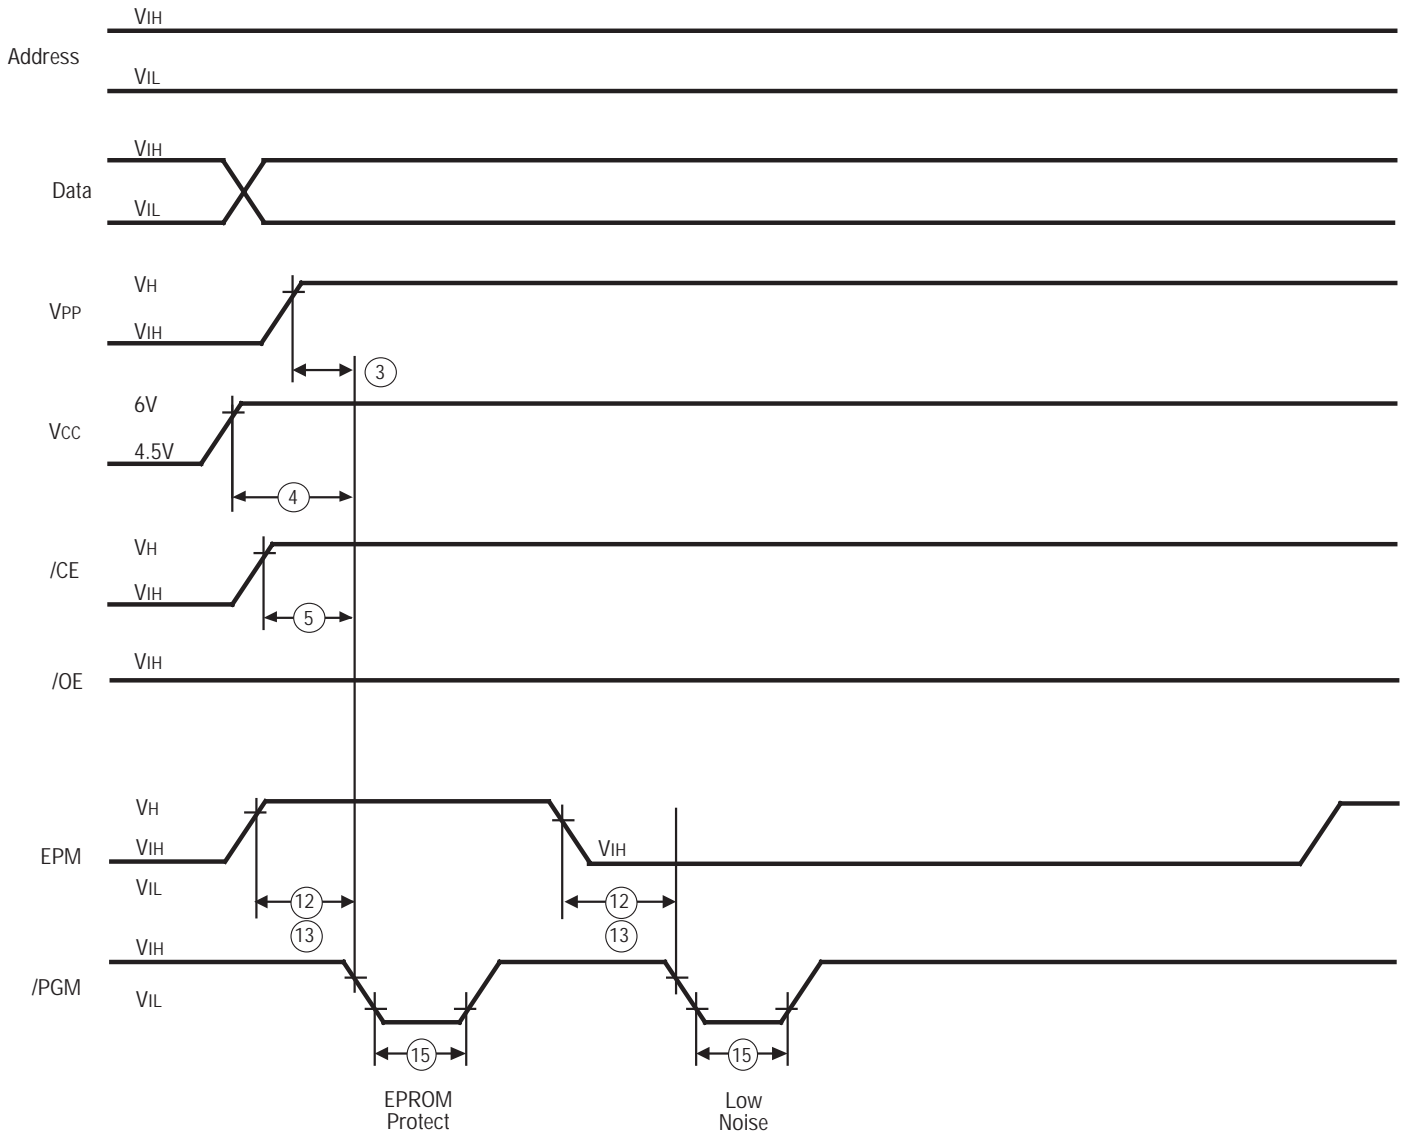 VIH
Address
VIL
VIH
Data
VIL
VH
VPP
VIH
3
6V
VCC
4.5V
4
VH
/CE
VIH
5
VIH
/OE
VH
VIH
VIH
EPM
VIL
12
12
13
13
VIH
/PGM
VIL
15
15
EPROM
Protect
Low
Noise